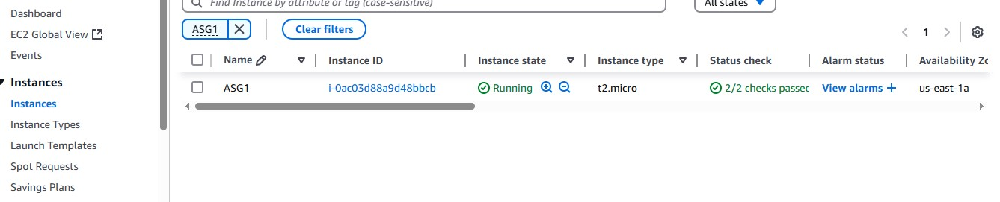 Dashboard
EC2 Global View
Events
Instances
Instances
Instance Types
Launch Templates
Spot Requests
Savings Plans
Find Instance by attribute or tag (case-sensitive)
All states
ASG1
Clear filters
1
Name Instance ID Instance state Instance type Status check Alarm status Availability Zo
ASG1 i-0ac03d88a9d48bbcb Running t2.micro 2/2 checks passec View alarms + us-east-1a